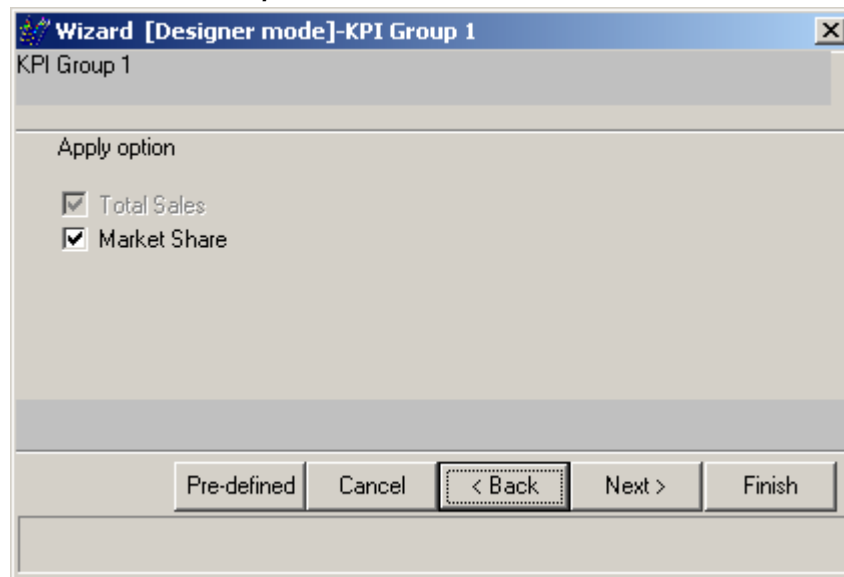 Wizard [Designer mode]-KPI Group 1
KPI Group 1
Apply option
Total Sales
Market Share
Pre-defined Cancel < Back Next > Finish